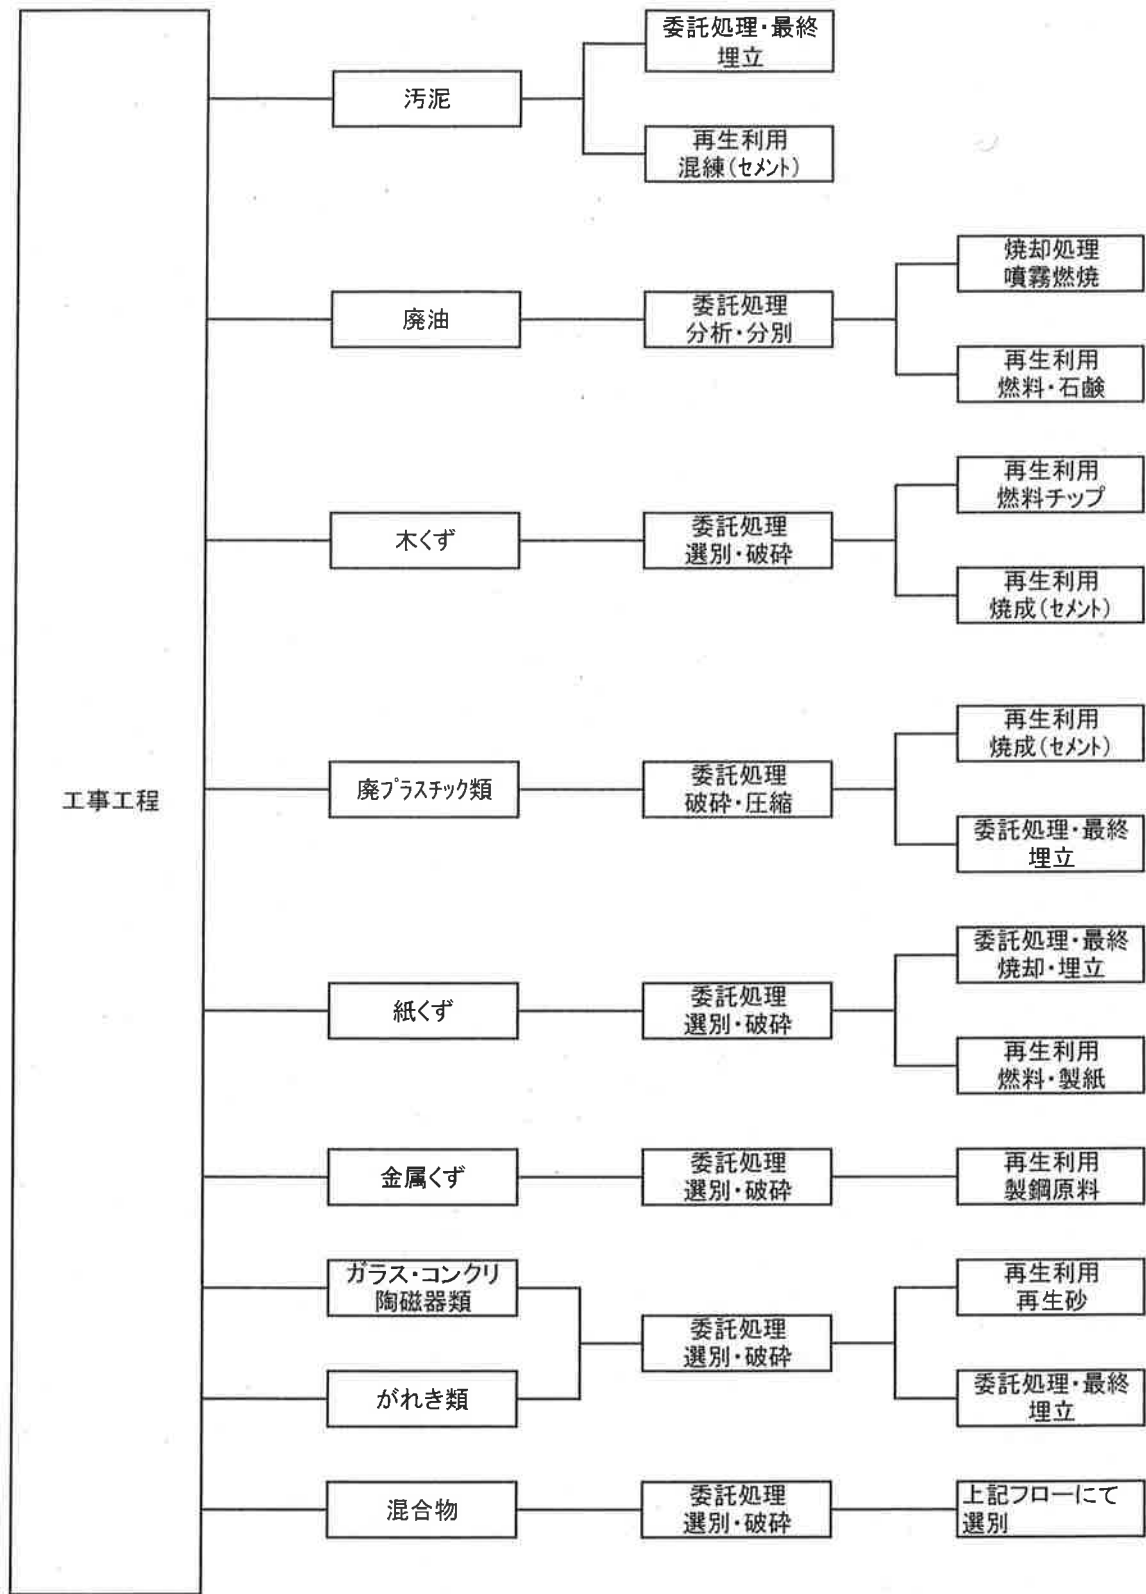 工事工程
汚泥
委託処理・最終
埋立
再生利用
混練(セメント)
廃油
委託処理
分析・分別
焼却処理
噴霧燃焼
再生利用
燃料・石鹸
木くず
委託処理
選別・破砕
再生利用
燃料チップ
再生利用
焼成(セメント)
廃プラスチック類
委託処理
破砕・圧縮
再生利用
焼成(セメント)
委託処理・最終
埋立
紙くず
委託処理
選別・破砕
委託処理・最終
焼却・埋立
再生利用
燃料・製紙
金属くず
委託処理
選別・破砕
再生利用
製鋼原料
ガラス・コンクリ
陶磁器類
がれき類
委託処理
選別・破砕
再生利用
再生砂
委託処理・最終
埋立
混合物
委託処理
選別・破砕
上記フローにて
選別